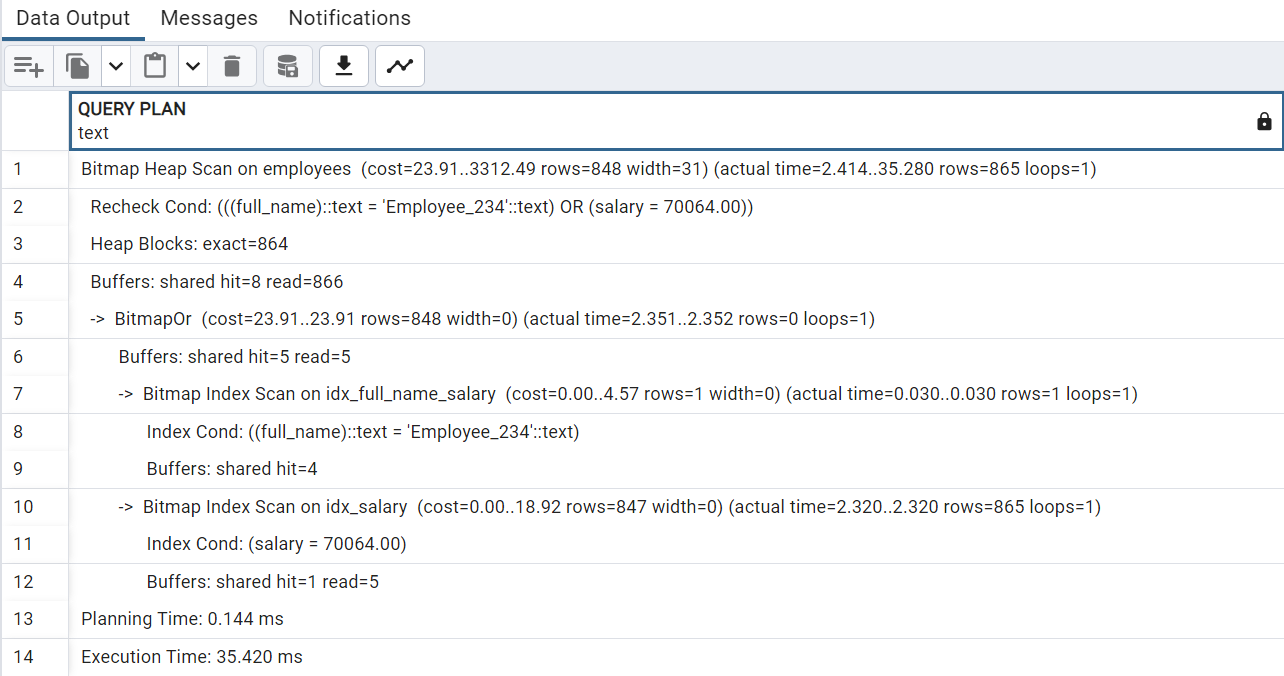 Data Output Messages Notifications
QUERY PLAN
text
1 Bitmap Heap Scan on employees (cost=23.91..3312.49 rows=848 width=31) (actual time=2.414..35.280 rows=865 loops=1)
2 Recheck Cond: (((full_name)::text = 'Employee_234'::text) OR (salary = 70064.00))
3 Heap Blocks: exact=864
4 Buffers: shared hit=8 read=866
5 -> BitmapOr (cost=23.91..23.91 rows=848 width=0) (actual time=2.351..2.352 rows=0 loops=1)
6 Buffers: shared hit=5 read=5
7 -> Bitmap Index Scan on idx_full_name_salary (cost=0.00..4.57 rows=1 width=0) (actual time=0.030..0.030 rows=1 loops=1)
8 Index Cond: ((full_name)::text = 'Employee_234'::text)
9 Buffers: shared hit=4
10 -> Bitmap Index Scan on idx_salary (cost=0.00..18.92 rows=847 width=0) (actual time=2.320..2.320 rows=865 loops=1)
11 Index Cond: (salary = 70064.00)
12 Buffers: shared hit=1 read=5
13 Planning Time: 0.144 ms
14 Execution Time: 35.420 ms